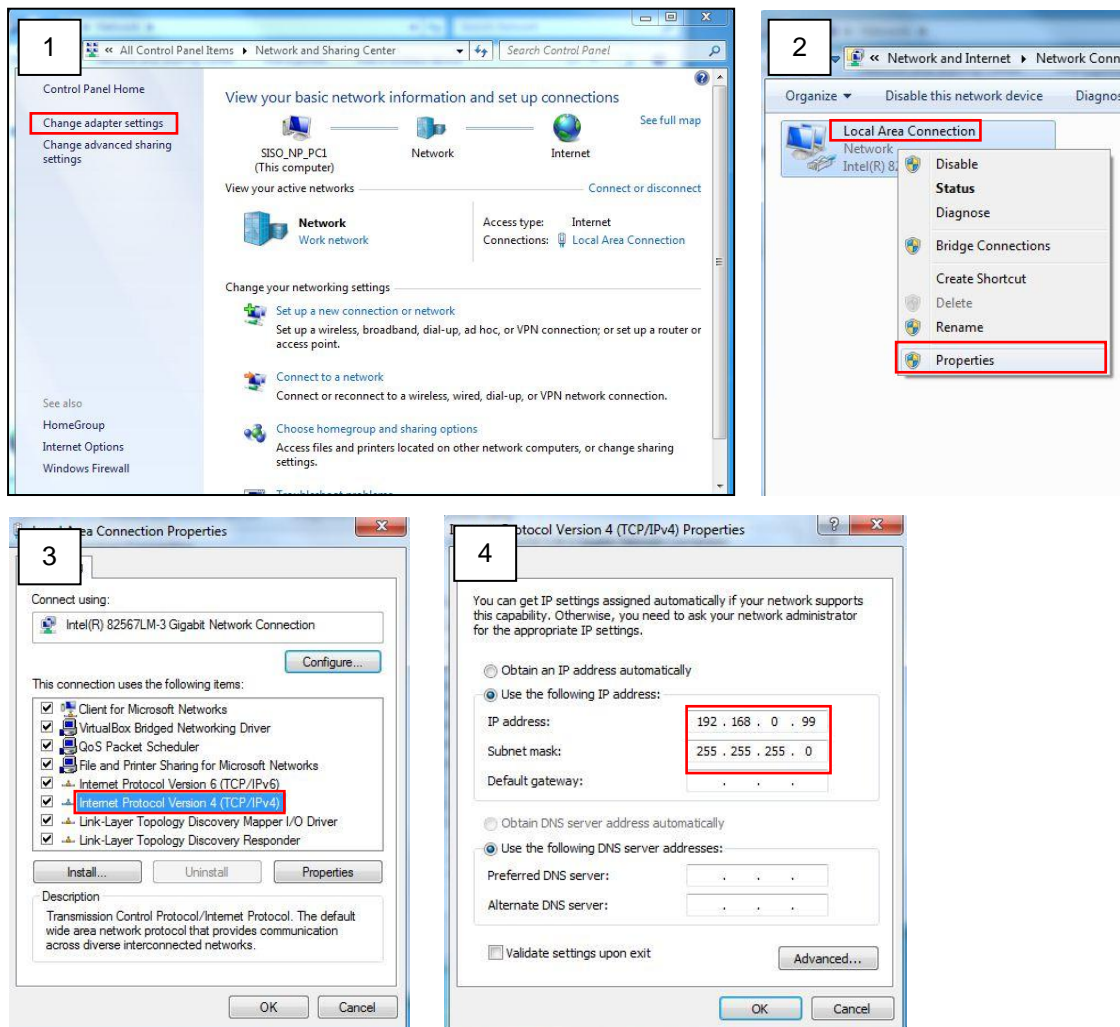 1
« All Control Panel Items ▸ Network and Sharing Center
Search Control Panel
Control Panel Home
Change adapter settings
Change advanced sharing
settings
See also
HomeGroup
Internet Options
Windows Firewall
View your basic network information and set up connections
See full map
SISO_NP_PC1
(This computer)
Network
Internet
View your active networks
Connect or disconnect
Network
Work network
Access type: Internet
Connections: Local Area Connection
Change your networking settings
Set up a new connection or network
Set up a wireless, broadband, dial-up, ad hoc, or VPN connection; or set up a router or
access point.
Connect to a network
Connect or reconnect to a wireless, wired, dial-up, or VPN network connection.
Choose homegroup and sharing options
Access files and printers located on other network computers, or change sharing
settings.
2
« Network and Internet ▸ Network Conn
Organize Disable this network device Diagnos
Local Area Connection
Network
Intel(R) 8
Disable
Status
Diagnose
Bridge Connections
Create Shortcut
Delete
Rename
Properties
3
Area Connection Properties
Connect using:
Intel(R) 82567LM-3 Gigabit Network Connection
Configure...
This connection uses the following items:
Client for Microsoft Networks
VirtualBox Bridged Networking Driver
QoS Packet Scheduler
File and Printer Sharing for Microsoft Networks
Internet Protocol Version 6 (TCP/IPv6)
Internet Protocol Version 4 (TCP/IPv4)
Link-Layer Topology Discovery Mapper I/O Driver
Link-Layer Topology Discovery Responder
Install... Uninstall Properties
Description
Transmission Control Protocol/Internet Protocol. The default
wide area network protocol that provides communication
across diverse interconnected networks.
OK Cancel
4
Protocol Version 4 (TCP/IPv4) Properties
You can get IP settings assigned automatically if your network supports
this capability. Otherwise, you need to ask your network administrator
for the appropriate IP settings.
Obtain an IP address automatically
Use the following IP address:
IP address: 192 . 168 . 0 . 99
Subnet mask: 255 . 255 . 255 . 0
Default gateway: . . .
Obtain DNS server address automatically
Use the following DNS server addresses:
Preferred DNS server: . . .
Alternate DNS server: . . .
Validate settings upon exit
Advanced...
OK Cancel